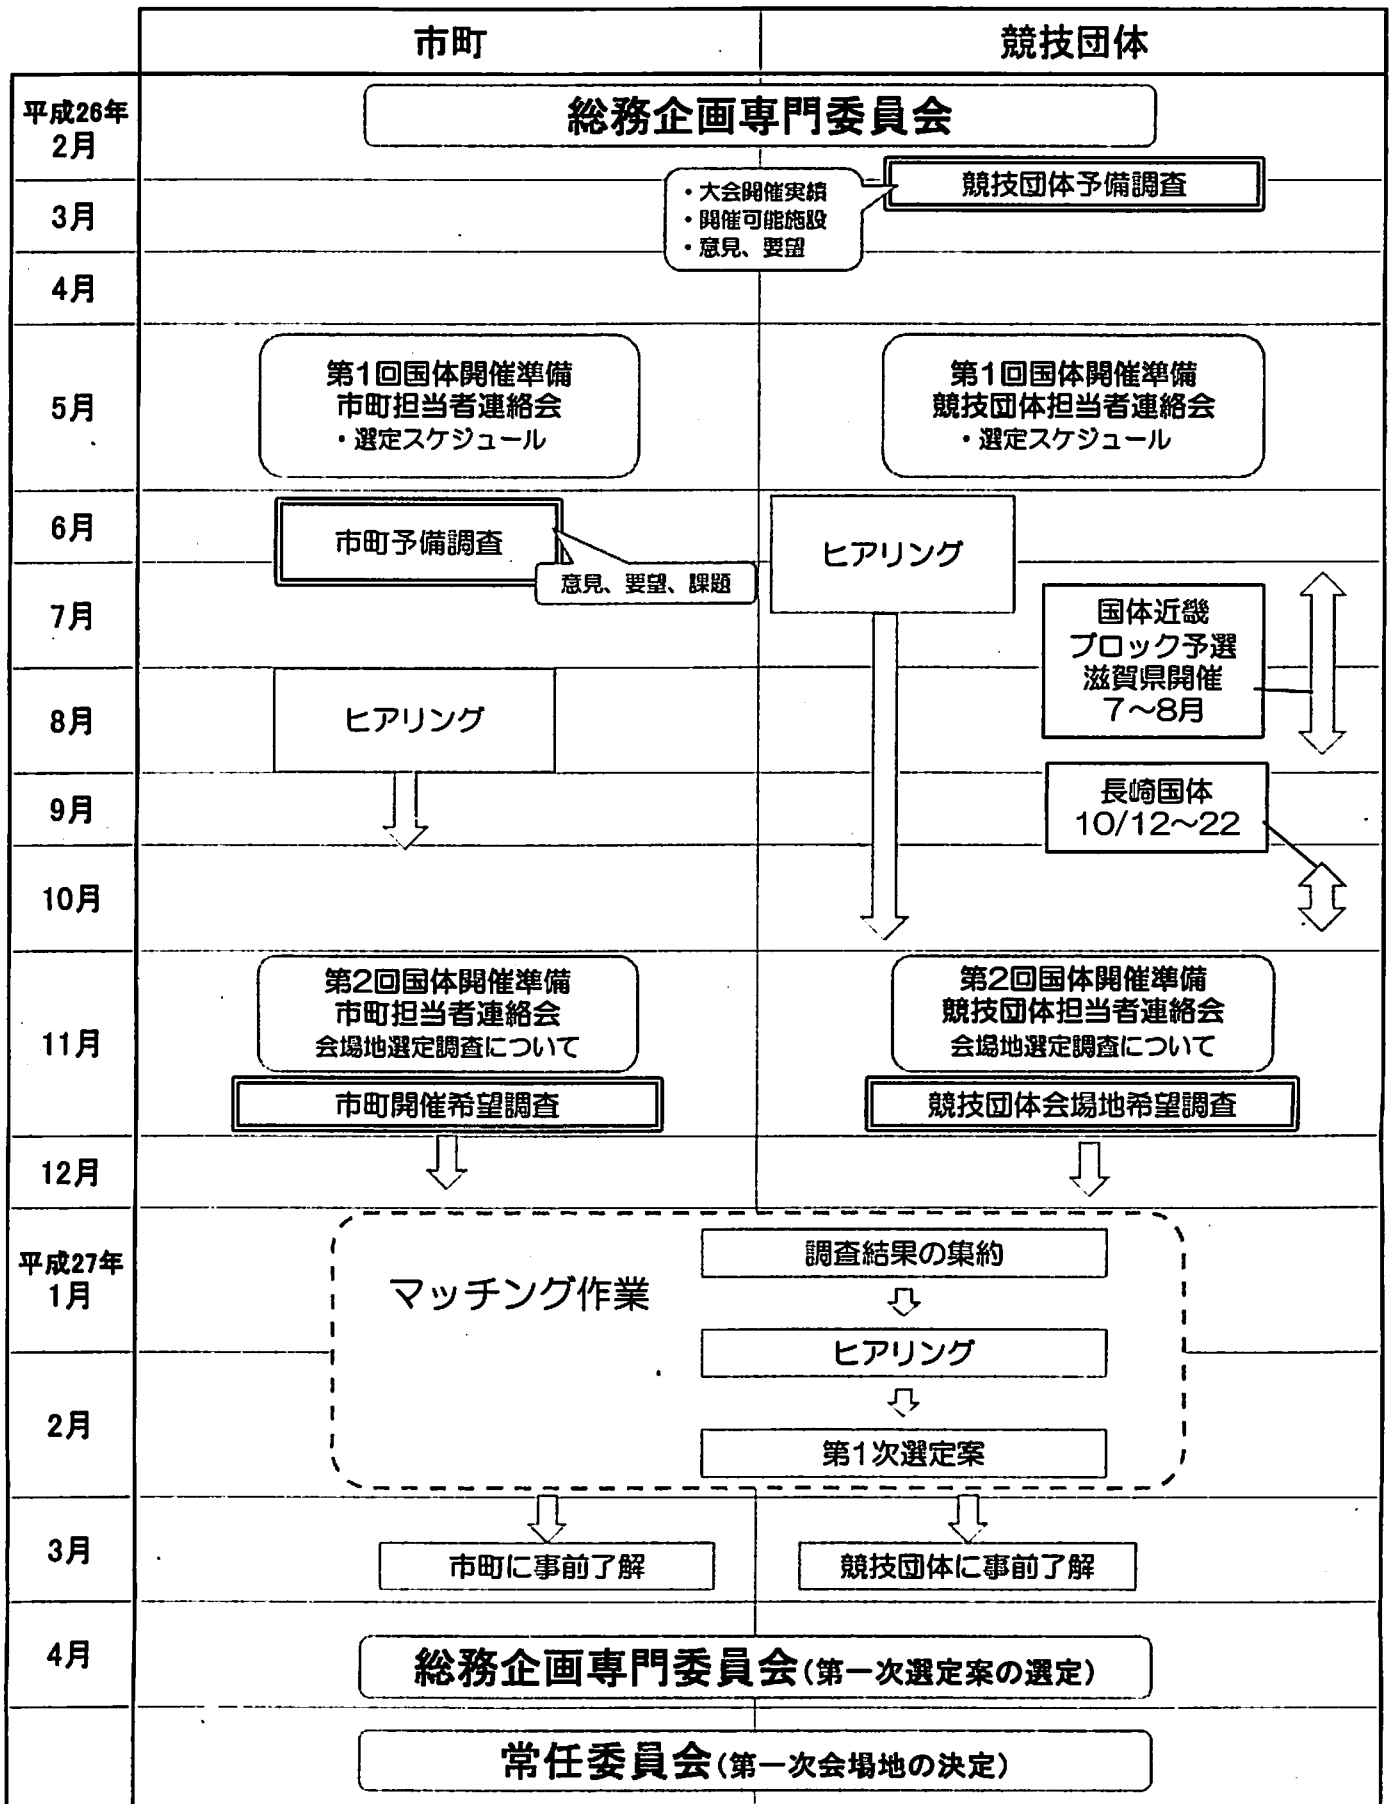 市町
競技団体
平成26年
2月
総務企画専門委員会
競技団体予備調査
・大会開催実績
・開催可能施設
・意見、要望
3月
4月
5月
第1回国体開催準備
市町担当者連絡会
・選定スケジュール
第1回国体開催準備
競技団体担当者連絡会
・選定スケジュール
6月
市町予備調査
意見、要望、課題
ヒアリング
7月
国体近畿
ブロック予選
滋賀県開催
7～8月
8月
ヒアリング
9月
長崎国体
10/12～22
10月
11月
第2回国体開催準備
市町担当者連絡会
会場地選定調査について
第2回国体開催準備
競技団体担当者連絡会
会場地選定調査について
市町開催希望調査
競技団体会場地希望調査
12月
平成27年
1月
マッチング作業
調査結果の集約
ヒアリング
2月
第1次選定案
3月
市町に事前了解
競技団体に事前了解
4月
総務企画専門委員会(第一次選定案の選定)
常任委員会(第一次会場地の決定)